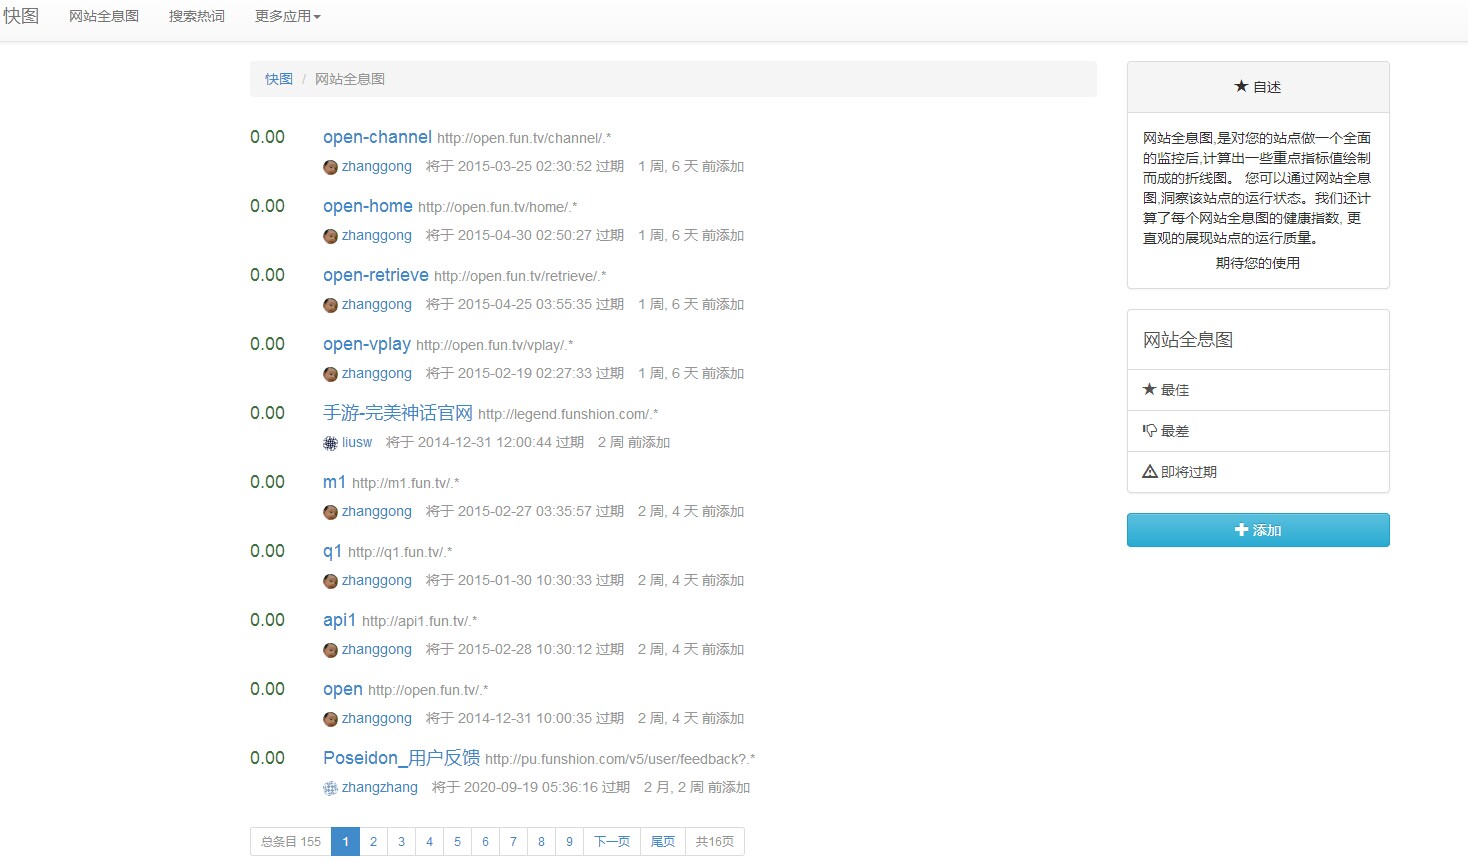 快图 网站全息图 搜索热词 更多应用
快图 / 网站全息图
0.00 open-channel http://open.fun.tv/channel/.*
zhanggong 将于 2015-03-25 02:30:52 过期 1 周, 6 天 前添加
0.00 open-home http://open.fun.tv/home/.*
zhanggong 将于 2015-04-30 02:50:27 过期 1 周, 6 天 前添加
0.00 open-retrieve http://open.fun.tv/retrieve/.*
zhanggong 将于 2015-04-25 03:55:35 过期 1 周, 6 天 前添加
0.00 open-vplay http://open.fun.tv/vplay/.*
zhanggong 将于 2015-02-19 02:27:33 过期 1 周, 6 天 前添加
0.00 手游-完美神话官网 http://legend.funshion.com/.*
liusw 将于 2014-12-31 12:00:44 过期 2 周 前添加
0.00 m1 http://m1.fun.tv/.*
zhanggong 将于 2015-02-27 03:35:57 过期 2 周, 4 天 前添加
0.00 q1 http://q1.fun.tv/.*
zhanggong 将于 2015-01-30 10:30:33 过期 2 周, 4 天 前添加
0.00 api1 http://api1.fun.tv/.*
zhanggong 将于 2015-02-28 10:30:12 过期 2 周, 4 天 前添加
0.00 open http://open.fun.tv/.*
zhanggong 将于 2014-12-31 10:00:35 过期 2 周, 4 天 前添加
0.00 Poseidon_用户反馈 http://pu.funshion.com/v5/user/feedback?.*
zhangzhang 将于 2020-09-19 05:36:16 过期 2 月, 2 周 前添加
总条目 155 1 2 3 4 5 6 7 8 9 下一页 尾页 共16页
★ 自述
网站全息图,是对您的站点做一个全面
的监控后,计算出一些重点指标值绘制
而成的折线图。 您可以通过网站全息
图,洞察该站点的运行状态。我们还计
算了每个网站全息图的健康指数, 更
直观的展现站点的运行质量。
期待您的使用
网站全息图
★ 最佳
最差
即将过期
添加